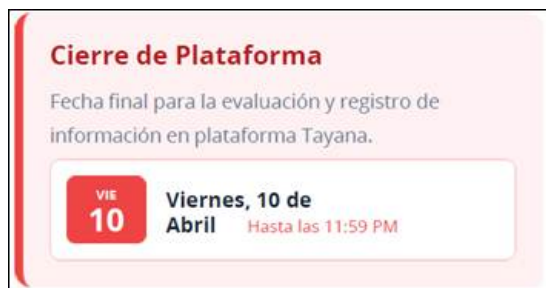 Cierre de Plataforma
Fecha final para la evaluación y registro de
información en plataforma Tayana.
VIE
10
Viernes, 10 de
Abril Hasta las 11:59 PM